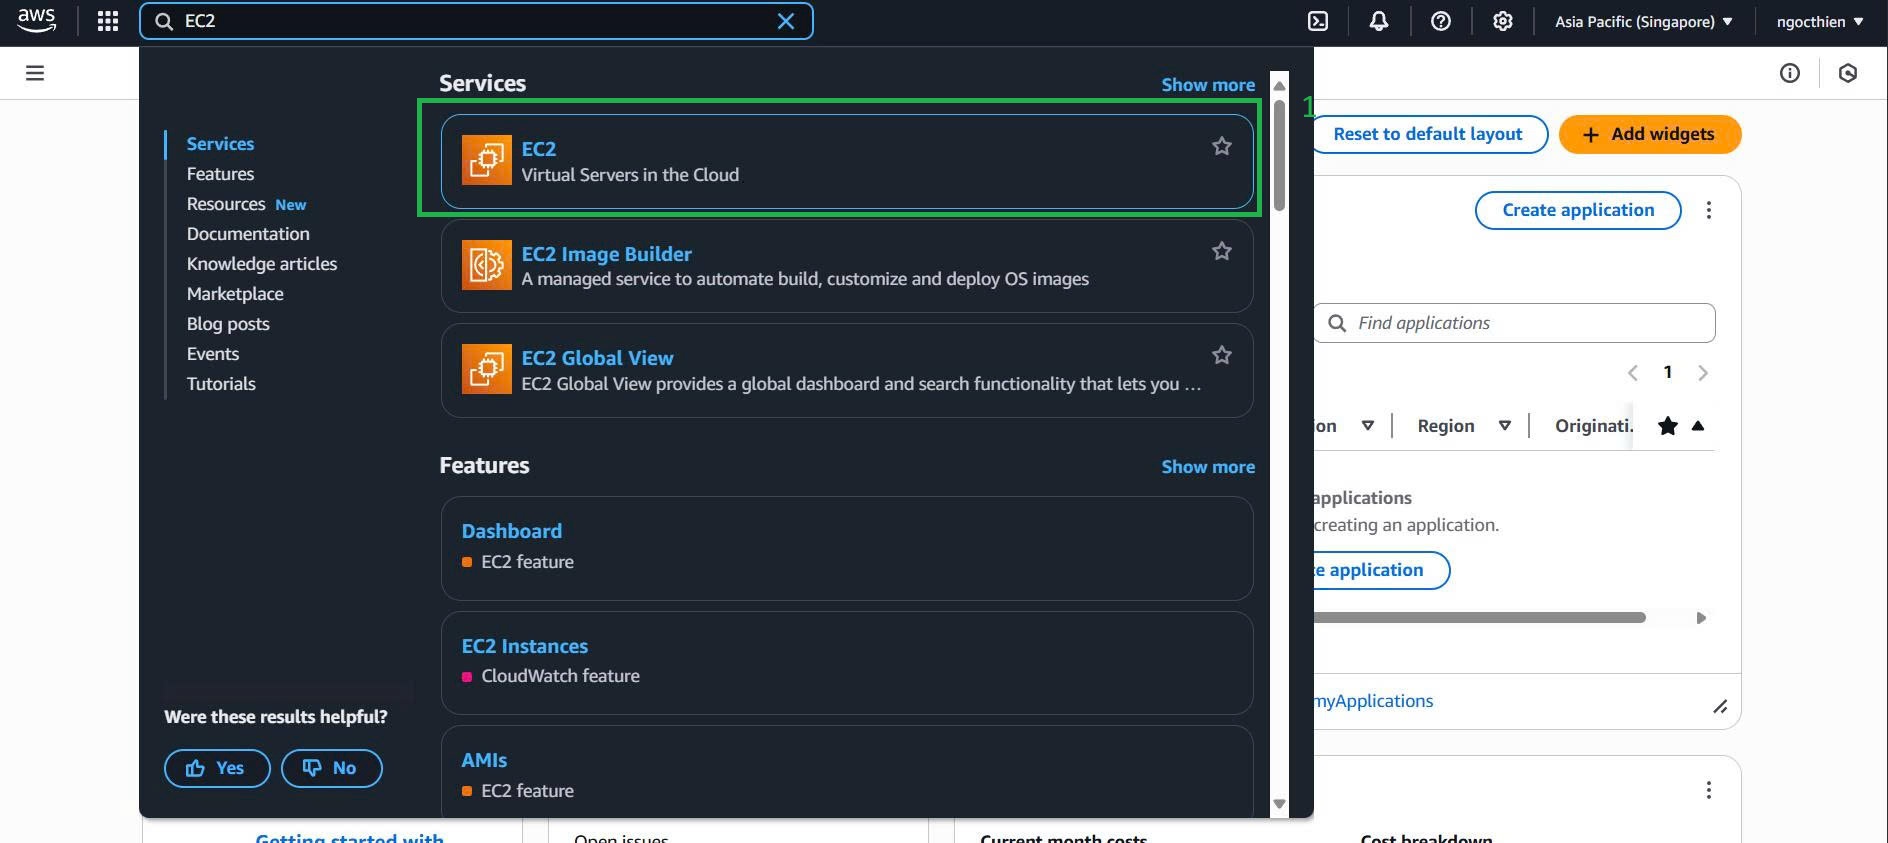 aws
EC2
Asia Pacific (Singapore)
ngocthien
Services
Features
Resources New
Documentation
Knowledge articles
Marketplace
Blog posts
Events
Tutorials
Were these results helpful?
Yes
No
Services
Show more
EC2
Virtual Servers in the Cloud
EC2 Image Builder
A managed service to automate build, customize and deploy OS images
EC2 Global View
EC2 Global View provides a global dashboard and search functionality that lets you ...
Features
Show more
Dashboard
EC2 feature
EC2 Instances
CloudWatch feature
AMIs
EC2 feature
1
Reset to default layout
Add widgets
Create application
Find applications
1
ion
Region
Originati.
applications
creating an application.
e application
myApplications
Getting started with
Open issues
Current month costs
Cost breakdown